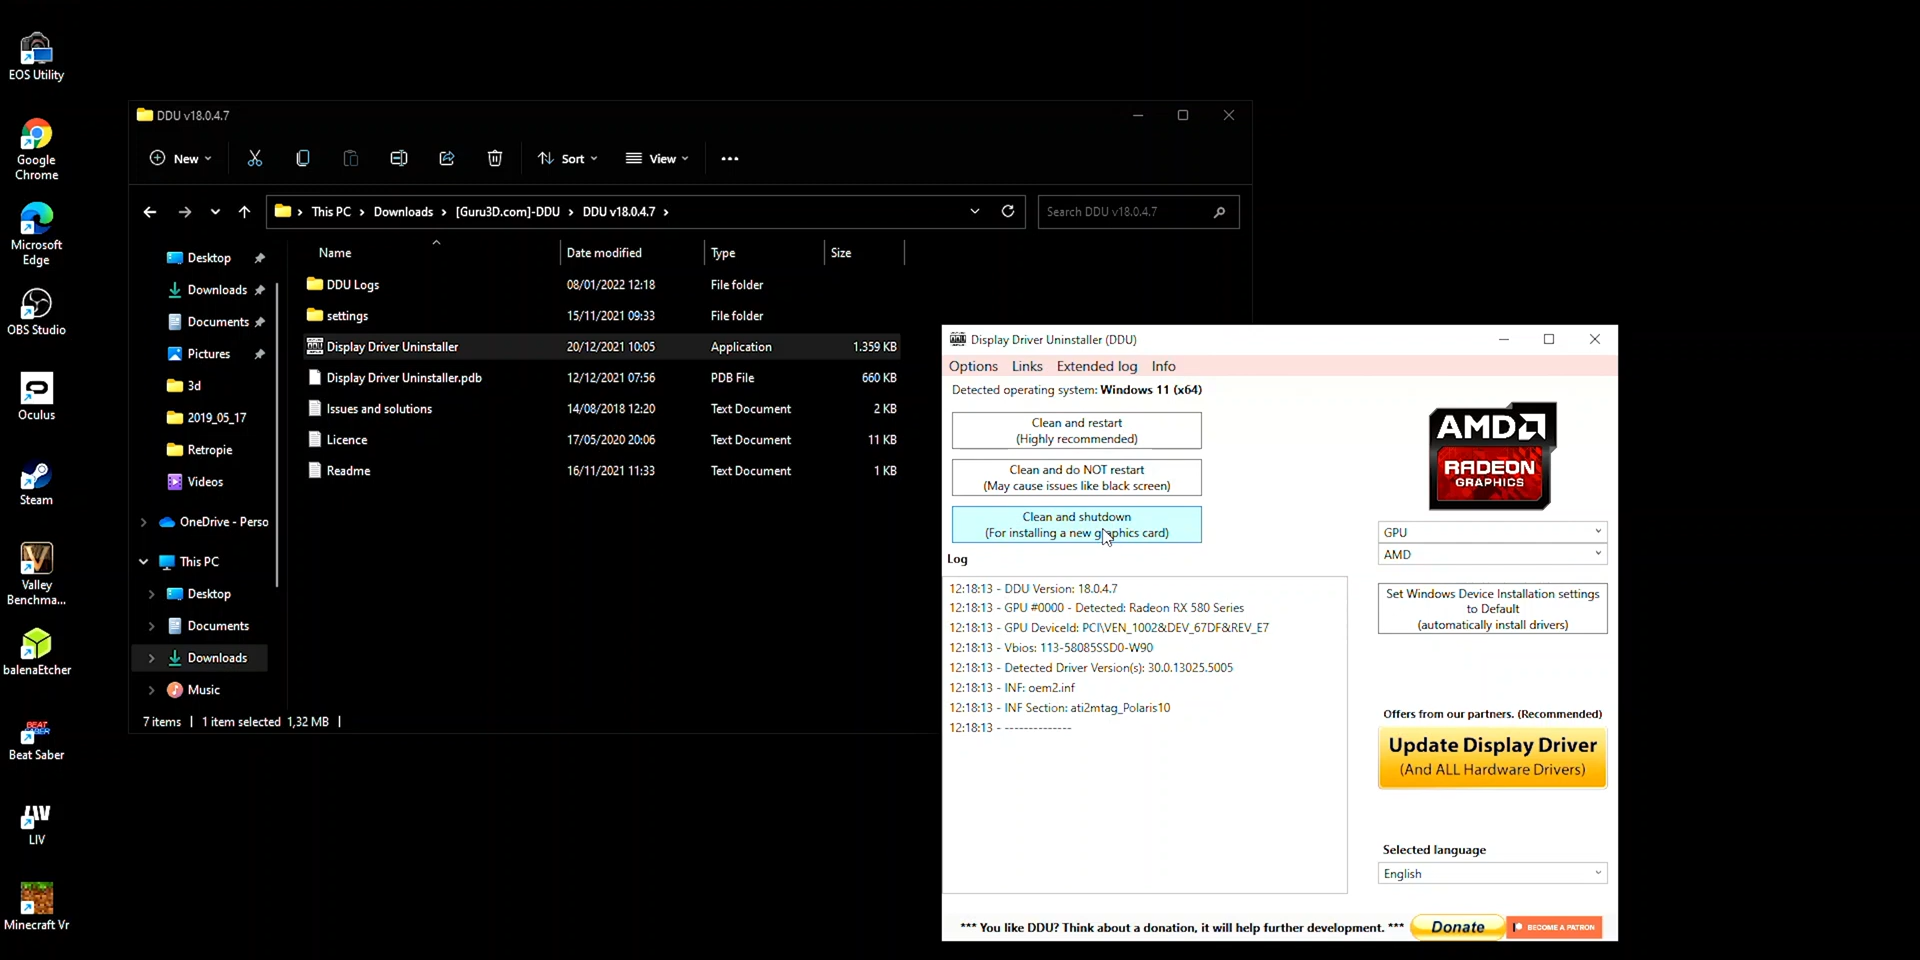 EOS Utility
Google
Chrome
Microsoft
Edge
OBS Studio
Oculus
Steam
Valley
Benchma...
balenaEtcher
BEAT
SABER
Beat Saber
LIV
LIV
Minecraft Vr
DDU v18.0.4.7
New
Sort
View
This PC > Downloads > [Guru3D.com]-DDU > DDU v18.0.4.7 >
Search DDU v18.0.4.7
Desktop
Downloads
Documents
Pictures
3d
2019_05_17
Retropie
Videos
OneDrive - Perso
This PC
Desktop
Documents
Downloads
Music
Name Date modified Type Size
DDU Logs 08/01/2022 12:18 File folder
settings 15/11/2021 09:33 File folder
Display Driver Uninstaller 20/12/2021 10:05 Application 1.359 KB
Display Driver Uninstaller.pdb 12/12/2021 07:56 PDB File 660 KB
Issues and solutions 14/08/2018 12:20 Text Document 2 KB
Licence 17/05/2020 20:06 Text Document 11 KB
Readme 16/11/2021 11:33 Text Document 1 KB
7 items | 1 item selected 1,32 MB |
Display Driver Uninstaller (DDU)
Options Links Extended log Info
Detected operating system: Windows 11 (x64)
Clean and restart
(Highly recommended)
Clean and do NOT restart
(May cause issues like black screen)
Clean and shutdown
(For installing a new graphics card)
Log
12:18:13 - DDU Version: 18.0.4.7
12:18:13 - GPU #0000 - Detected: Radeon RX 580 Series
12:18:13 - GPU DeviceId: PCI\VEN_1002&DEV_67DF&REV_E7
12:18:13 - Vbios: 113-58085SSD0-W90
12:18:13 - Detected Driver Version(s): 30.0.13025.5005
12:18:13 - INF: oem2.inf
12:18:13 - INF Section: ati2mtag_Polaris10
12:18:13 - --------------
AMD
RADEON
GRAPHICS
GPU
AMD
Set Windows Device Installation settings
to Default
(automatically install drivers)
Offers from our partners. (Recommended)
Update Display Driver
(And ALL Hardware Drivers)
Selected language
English
*** You like DDU? Think about a donation, it will help further development. ***
Donate
BECOME A PATRON